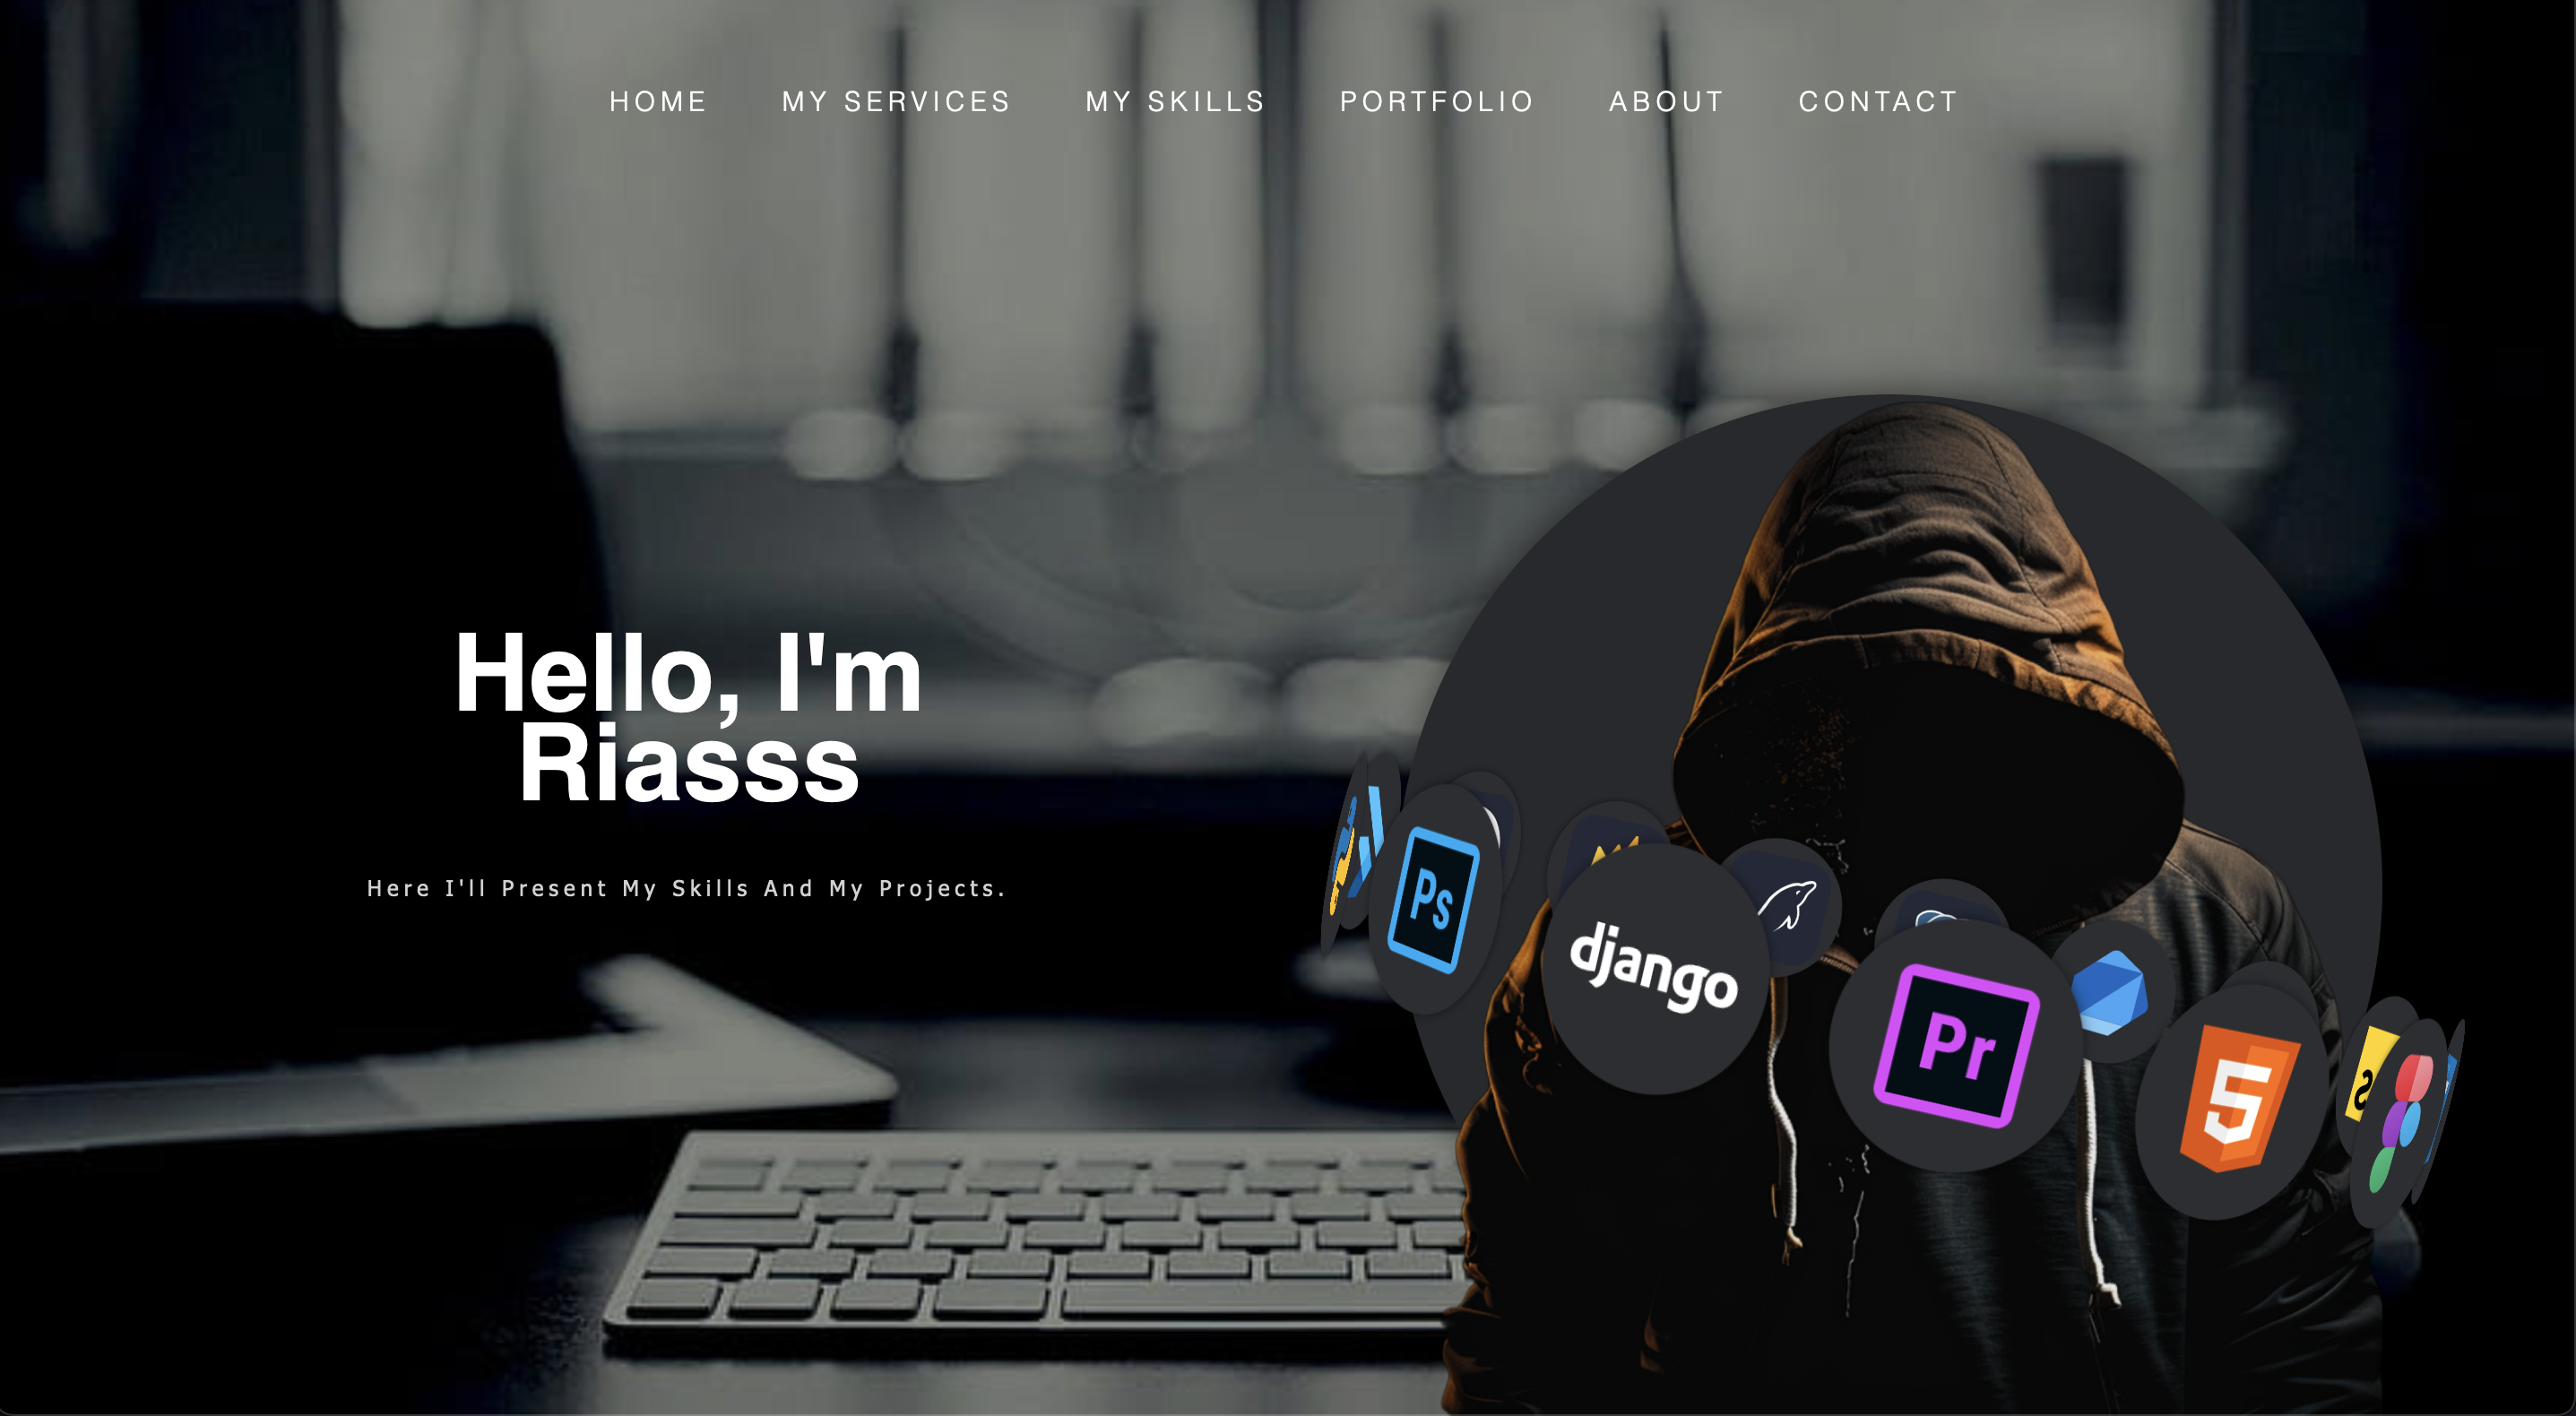 HOME MY SERVICES MY SKILLS PORTFOLIO ABOUT CONTACT
Hello, I'm
Riasss
Here I'll Present My Skills And My Projects.
Ps
django
Pr
5
S